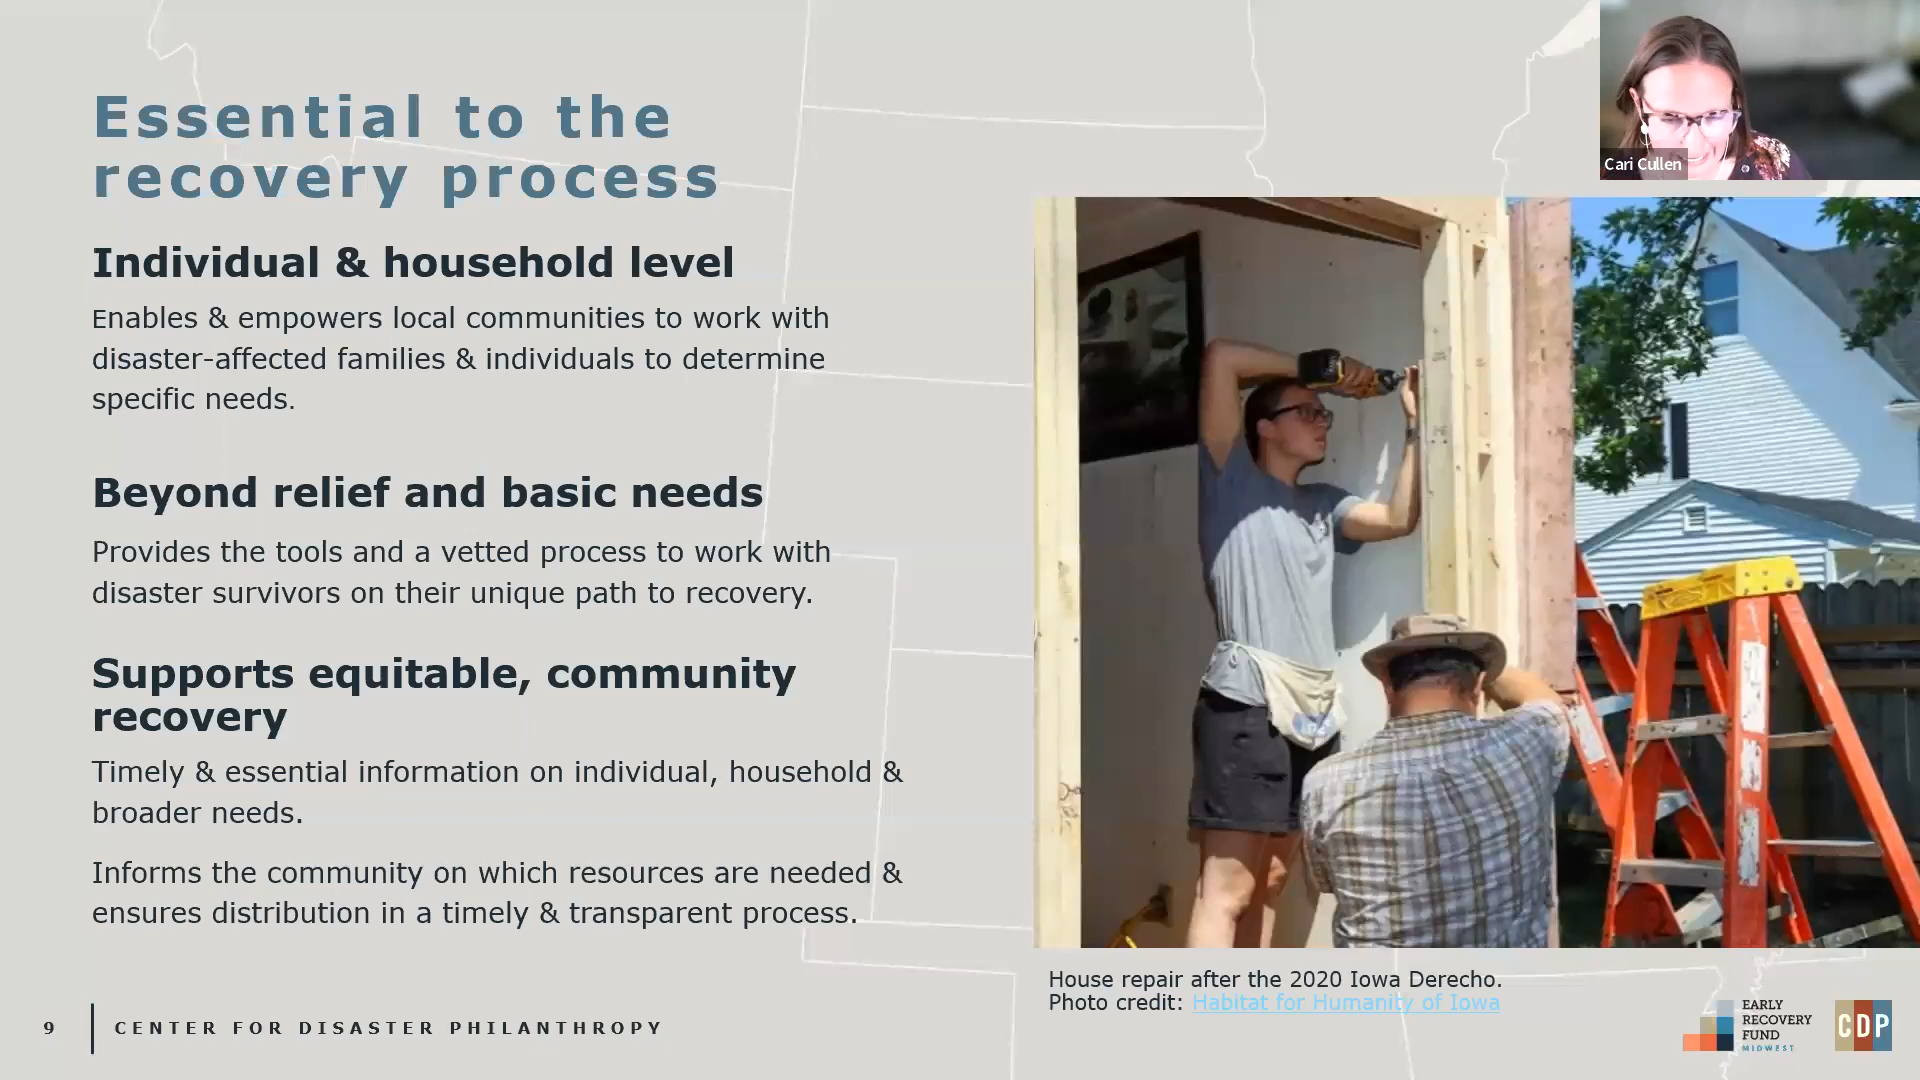 Essential to the
recovery process
Cari Cullen
Individual & household level
Enables & empowers local communities to work with
disaster-affected families & individuals to determine
specific needs.
Beyond relief and basic needs
Provides the tools and a vetted process to work with
disaster survivors on their unique path to recovery.
Supports equitable, community
recovery
Timely & essential information on individual, household &
broader needs.
Informs the community on which resources are needed &
ensures distribution in a timely & transparent process.
House repair after the 2020 Iowa Derecho.
Photo credit: Habitat for Humanity of Iowa
9
CENTER FOR DISASTER PHILANTHROPY
EARLY
RECOVERY
FUND
MIDWEST
CDP